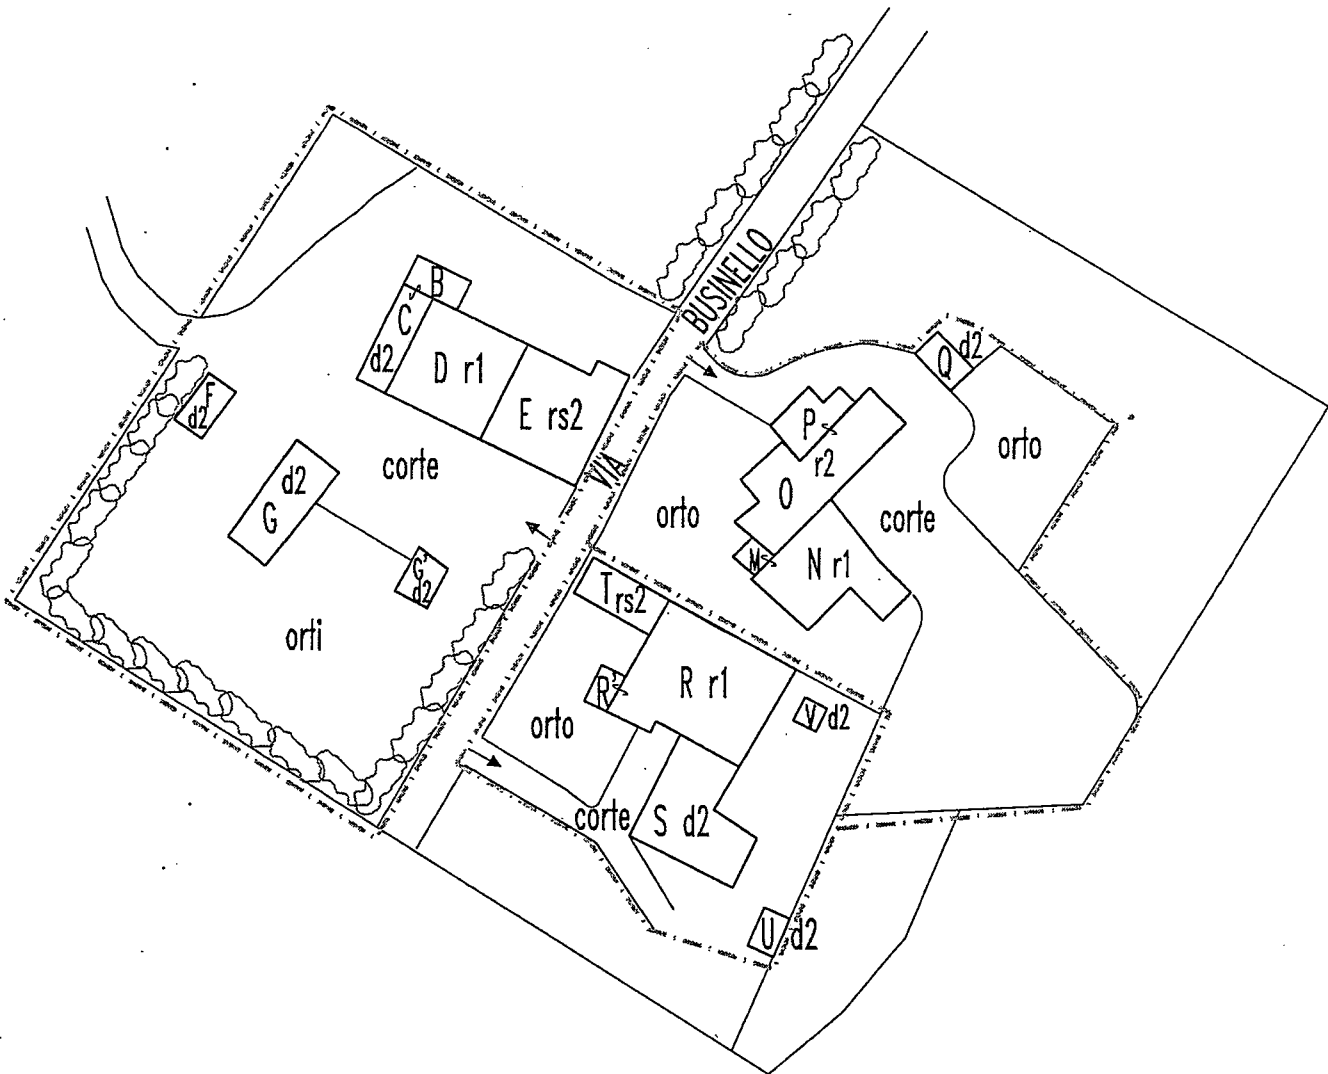 VIA BUSINELLO
B
C
d2
D r1
E rs2
F
d2
corte
d2
G
G'
d2
orti
Q
d2
P
r2
O
orto
orto
corte
M
N r1
T rs2
R'
R r1
V d2
orto
corte
S d2
U d2